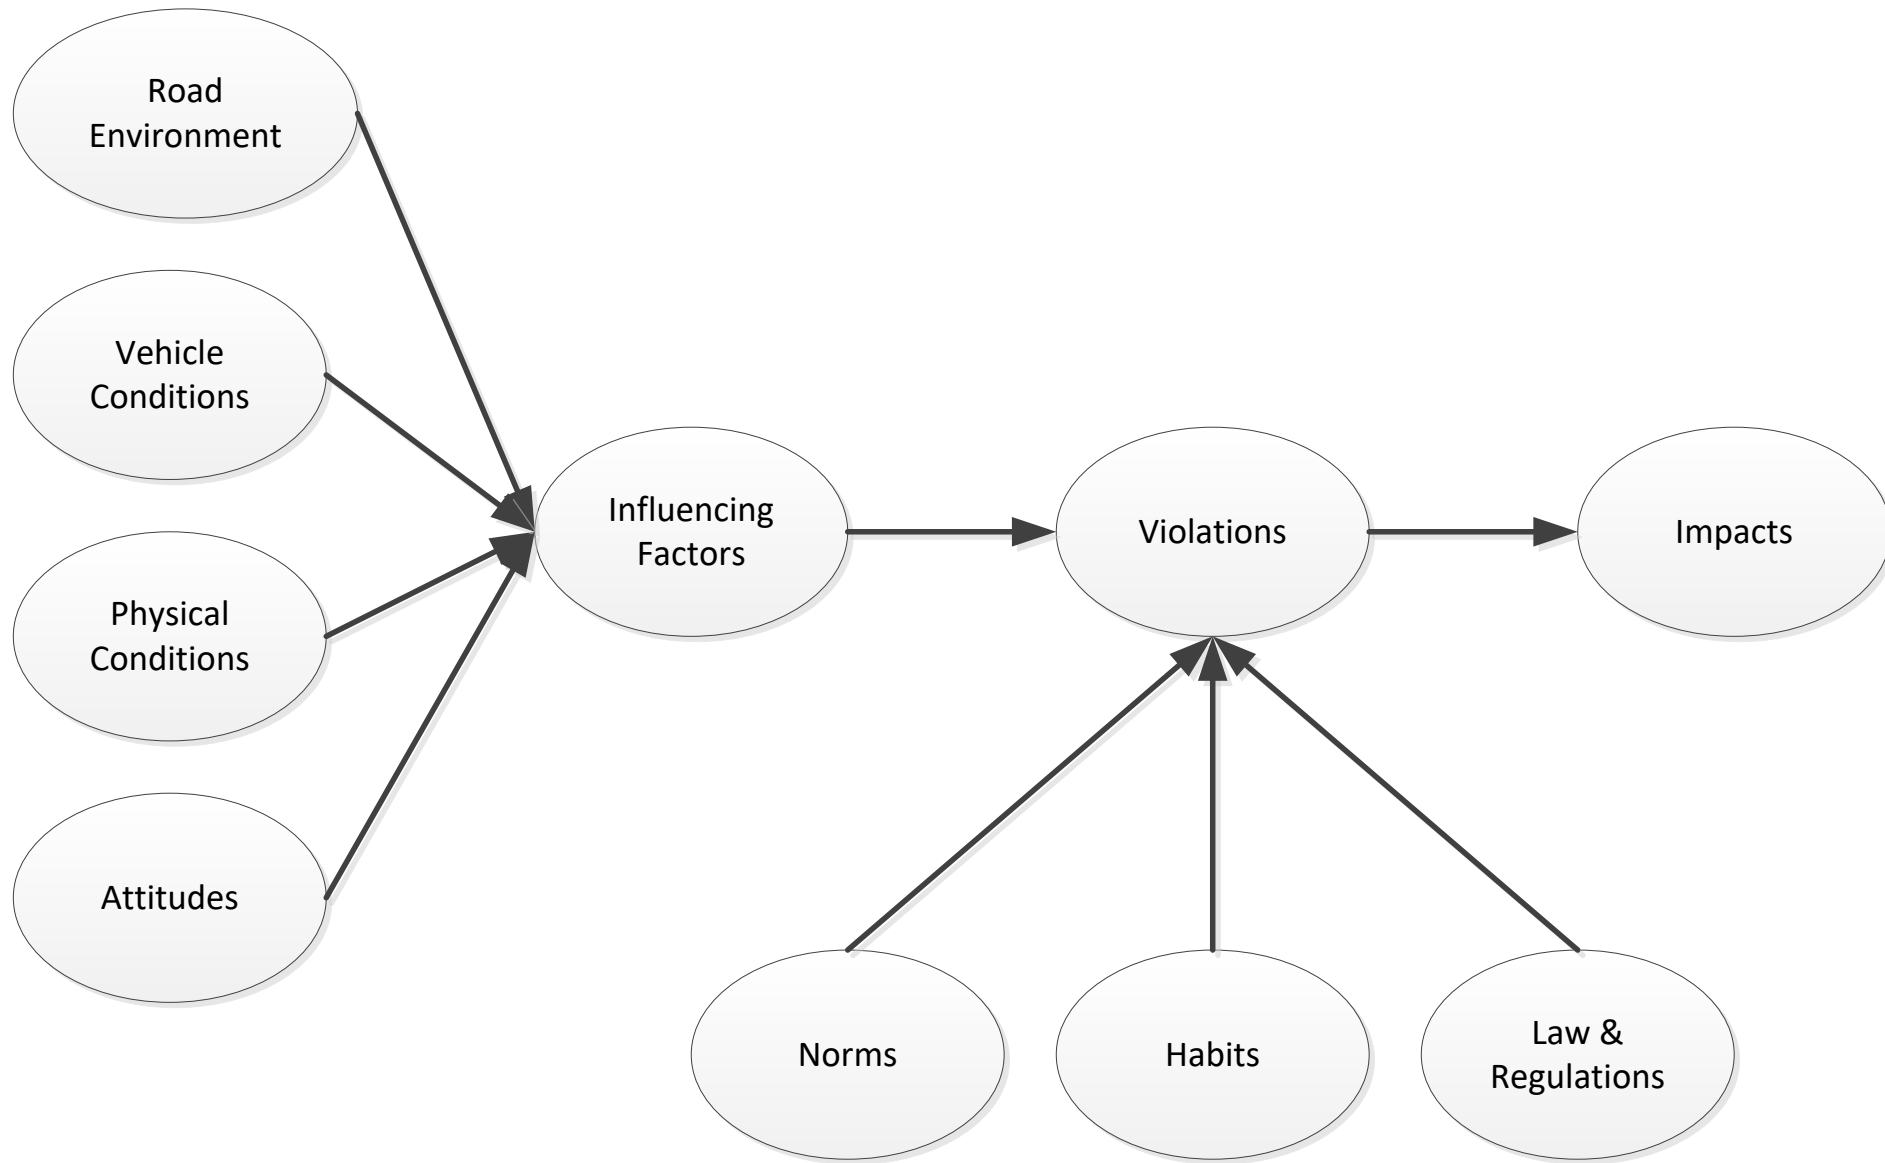 Road
Environment
Vehicle
Conditions
Physical
Conditions
Attitudes
Influencing
Factors
Violations
Impacts
Norms
Habits
Law &
Regulations